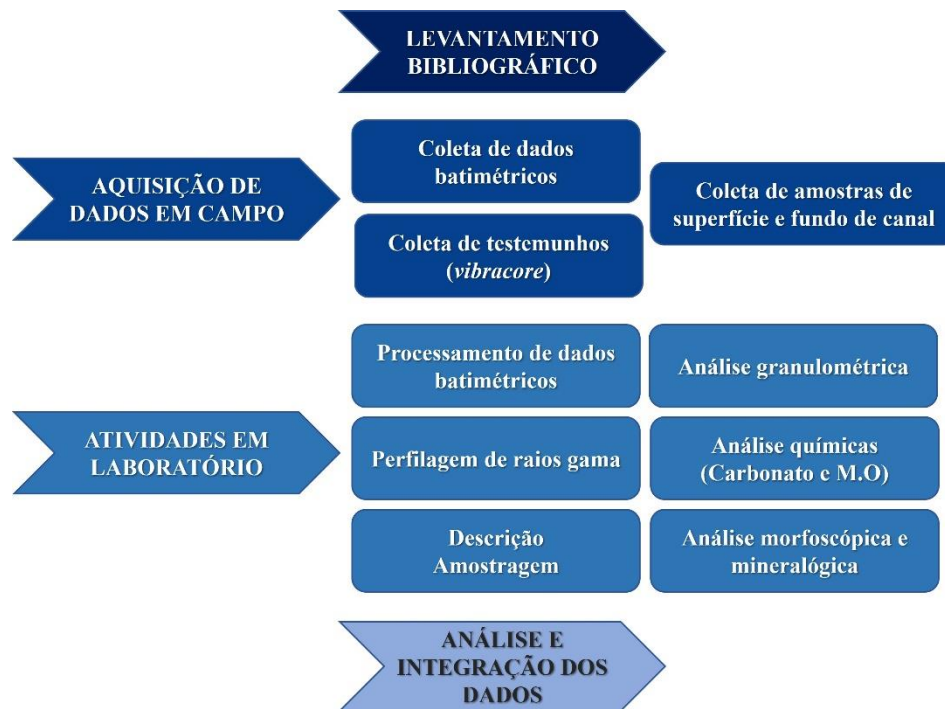 LEVANTAMENTO
BIBLIOGRÁFICO
AQUISIÇÃO DE
DADOS EM CAMPO
Coleta de dados
batimétricos
Coleta de testemunhos
(vibracore)
Coleta de amostras de
superfície e fundo de canal
ATIVIDADES EM
LABORATÓRIO
Processamento de dados
batimétricos
Análise granulométrica
Perfilagem de raios gama
Análise químicas
(Carbonato c M.O)
Descrição
Amostragem
Análise morfoscópica e
mineralógica
ANÁLISE E
INTEGRAÇÃO DOS
DADOS